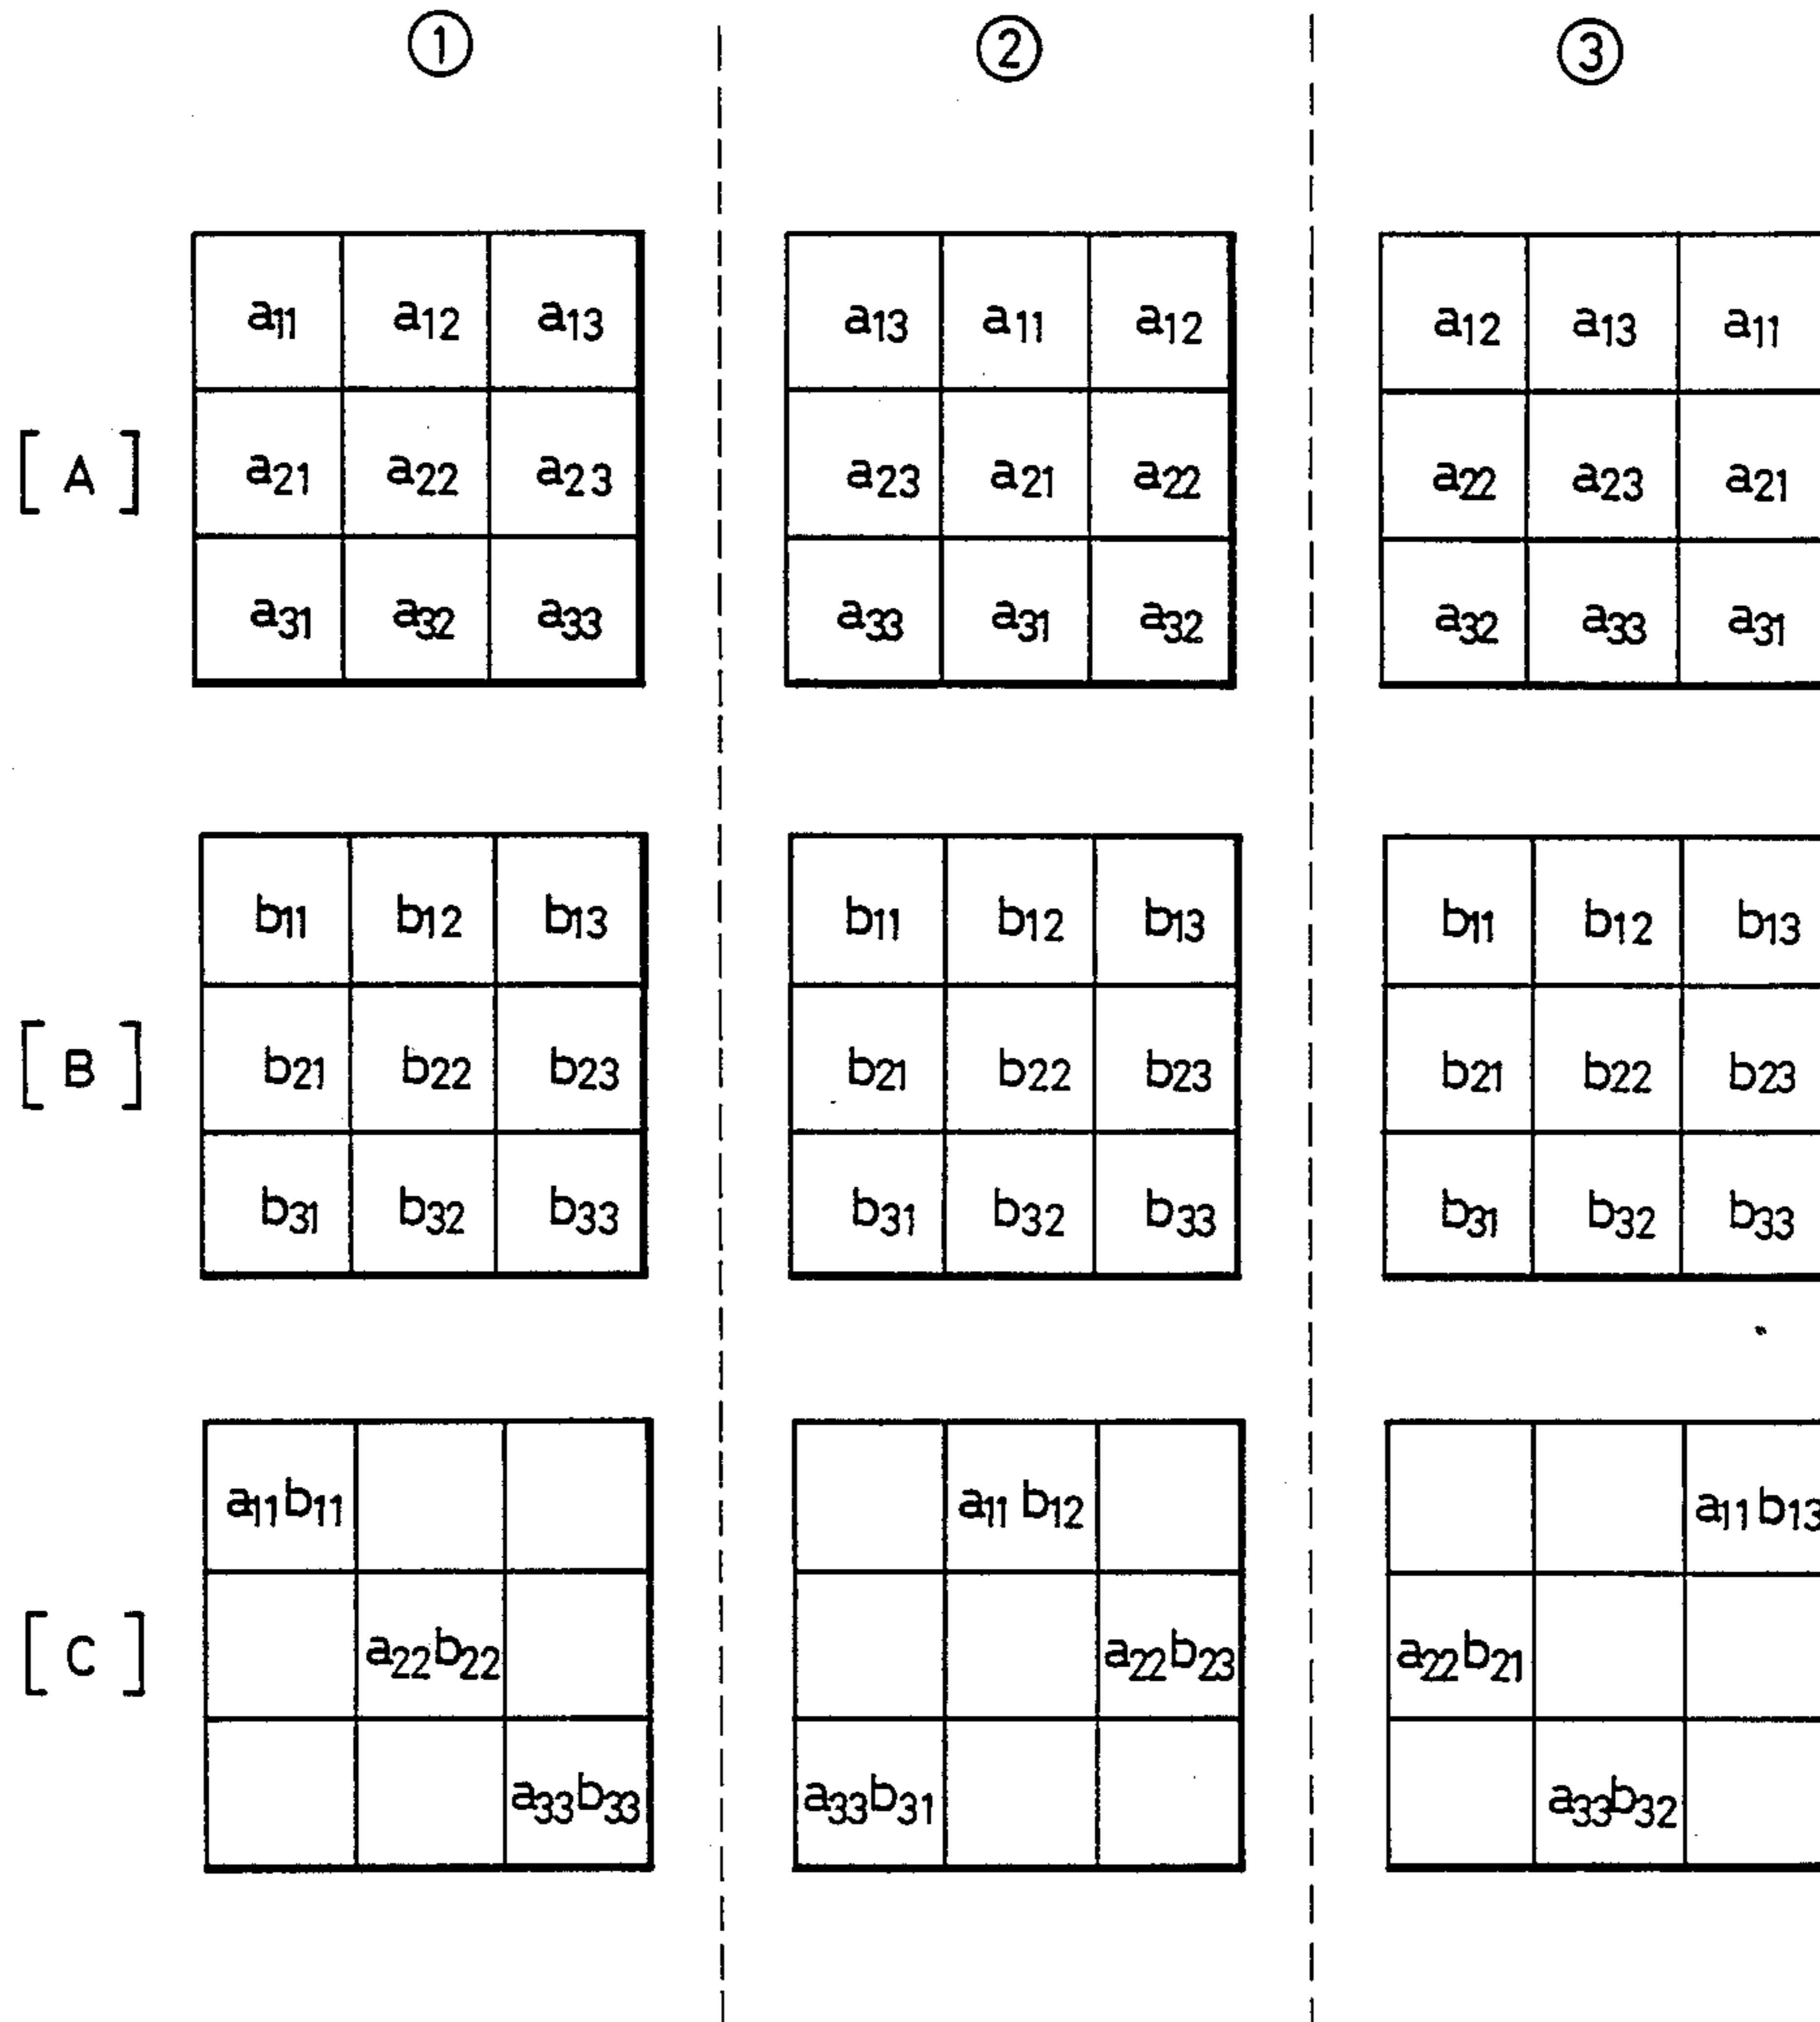 ① ② ③
a11 a12 a13 a13 a11 a12 a12 a13 a11
[ A ] a21 a22 a23 a23 a21 a22 a22 a23 a21
a31 a32 a33 a33 a31 a32 a32 a33 a31
b11 b12 b13 b11 b12 b13 b11 b12 b13
[ B ] b21 b22 b23 b21 b22 b23 b21 b22 b23
b31 b32 b33 b31 b32 b33 b31 b32 b33
a11b11 a11b12 a11b13
[ C ] a22b22 a22b23 a22b21
a33b33 a33b31 a33b32